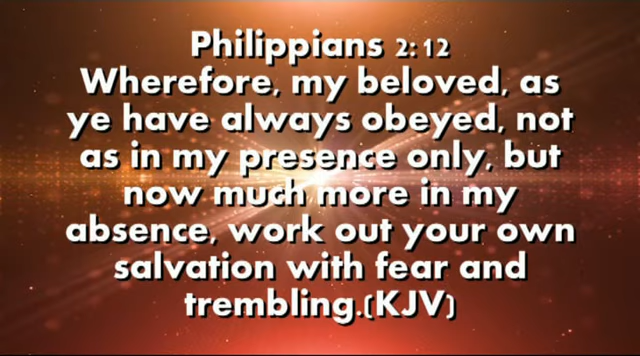 Philippians 2:12
Wherefore, my beloved, as
ye have always obeyed, not
as in my presence only, but
now much more in my
absence, work out your own
salvation with fear and
trembling.(KJV)